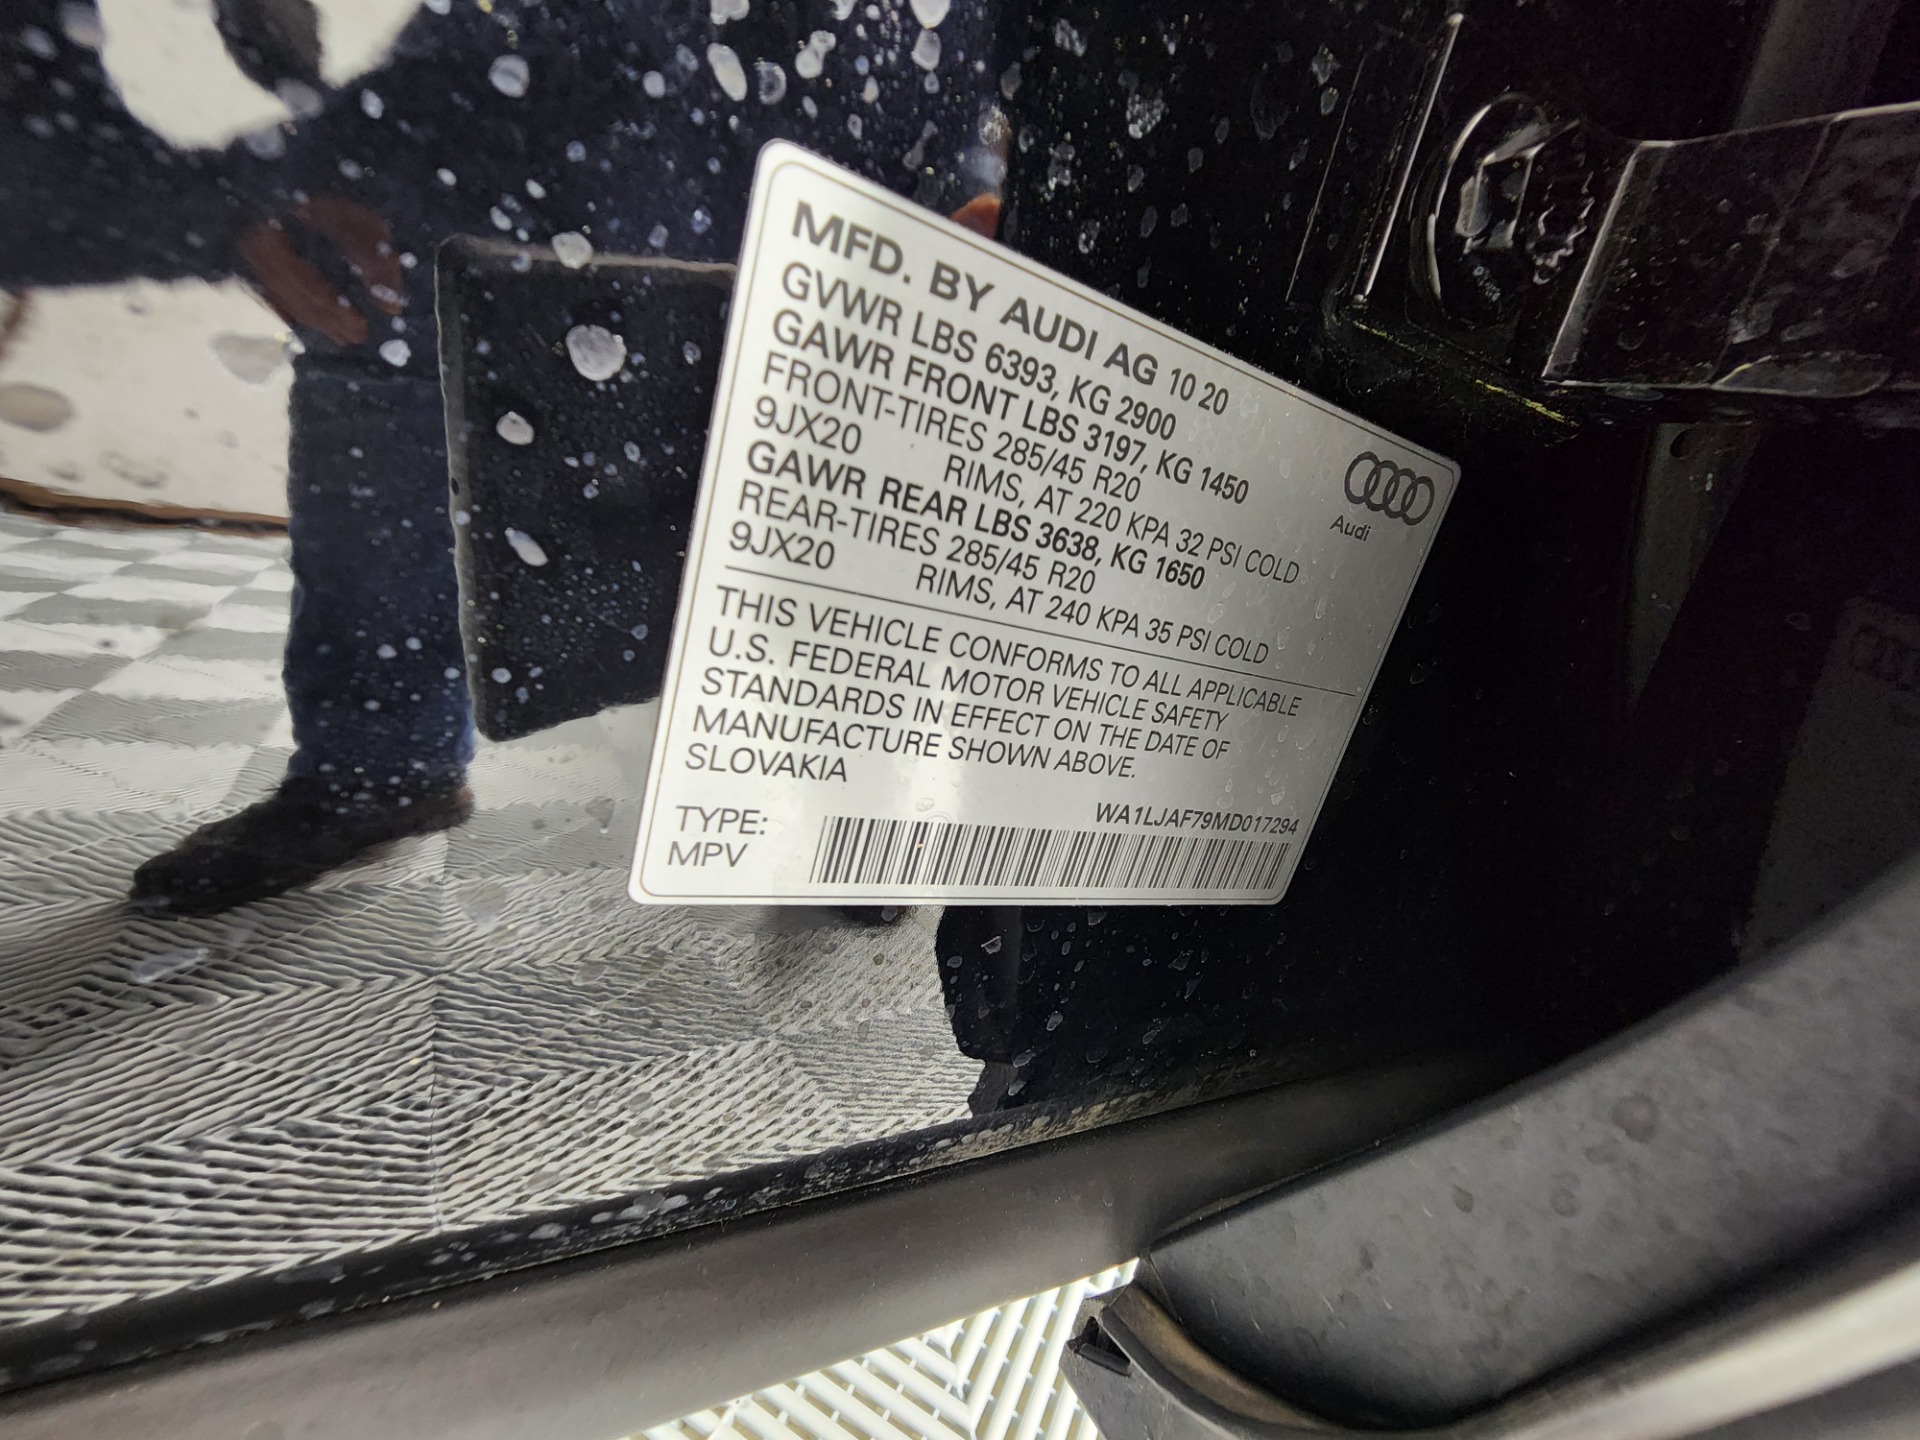 MFD. BY AUDI AG 10 20
GVWR LBS 6393, KG 2900
GAWR FRONT LBS 3197, KG 1450
FRONT-TIRES 285/45 R20
9JX20 RIMS, AT 220 KPA 32 PSI COLD
GAWR REAR LBS 3638, KG 1650
REAR-TIRES 285/45 R20
9JX20 RIMS, AT 240 KPA 35 PSI COLD
Audi
THIS VEHICLE CONFORMS TO ALL APPLICABLE
U.S. FEDERAL MOTOR VEHICLE SAFETY
STANDARDS IN EFFECT ON THE DATE OF
MANUFACTURE SHOWN ABOVE.
SLOVAKIA
WA1LJAF79MD017294
TYPE:
MPV